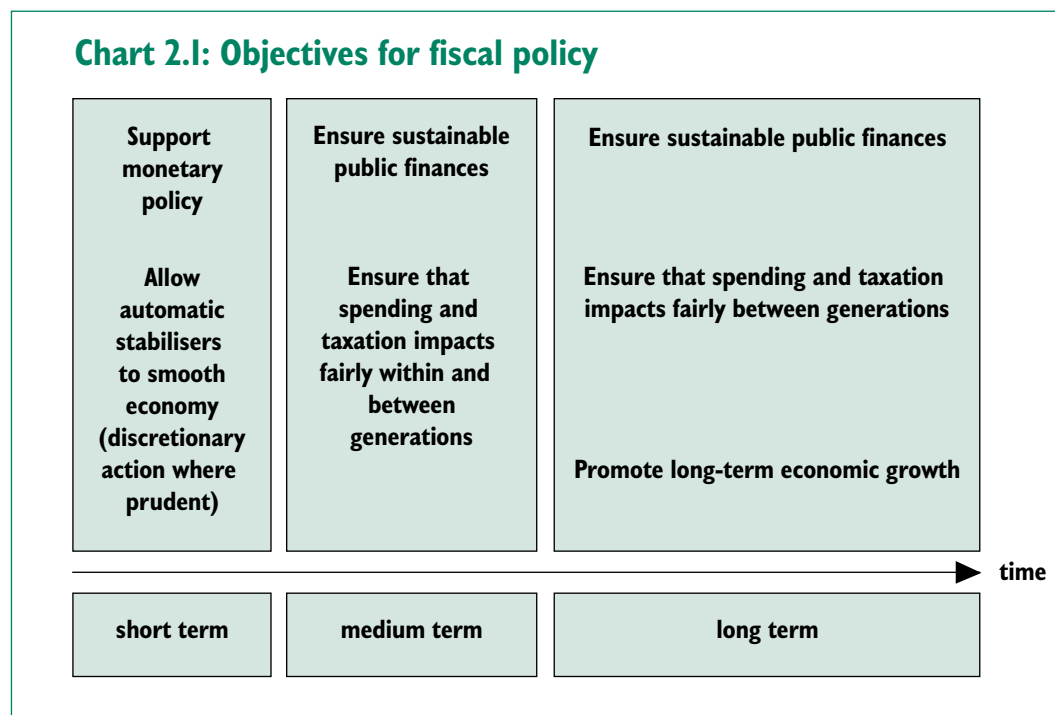 Chart 2.1: Objectives for fiscal policy
Support
monetary
policy
Allow
automatic
stabilisers
to smooth
economy
(discretionary
action where
prudent)
Ensure sustainable
public finances
Ensure that
spending and
taxation impacts
fairly within and
between
generations
Ensure sustainable public finances
Ensure that spending and taxation
impacts fairly between generations
Promote long-term economic growth
time
short term
medium term
long term